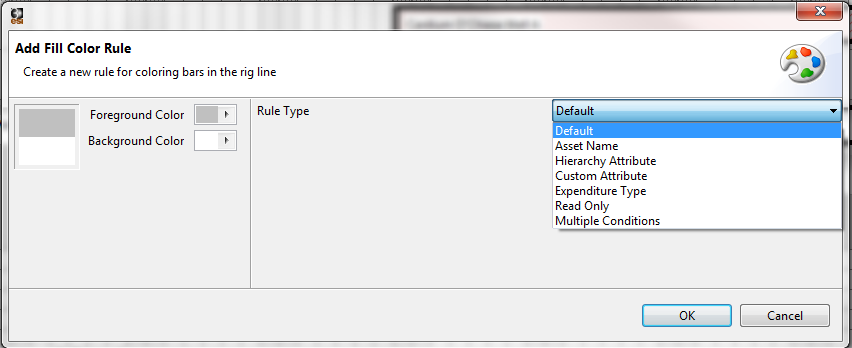 Add Fill Color Rule
Create a new rule for coloring bars in the rig line
Foreground Color
Background Color
Rule Type
Default
Default
Asset Name
Hierarchy Attribute
Custom Attribute
Expenditure Type
Read Only
Multiple Conditions
OK
Cancel